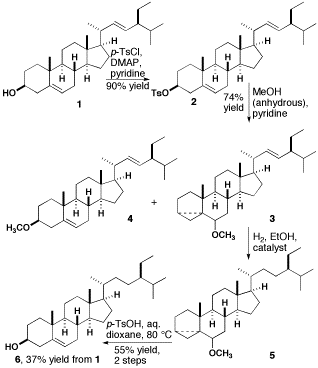 p-TsCl,
DMAP,
pyridine
90% yield
HO
H
H
H
H
1
TsO
H
H
H
H
2
74%
yield
MeOH
(anhydrous),
pyridine
H3CO
H
H
H
H
4
+
H
H
H
H
OCH3
3
H2, EtOH,
catalyst
H
H
H
H
OCH3
5
p-TsOH, aq.
dioxane, 80 °C
55% yield,
2 steps
HO
H
H
H
H
6, 37% yield from 1